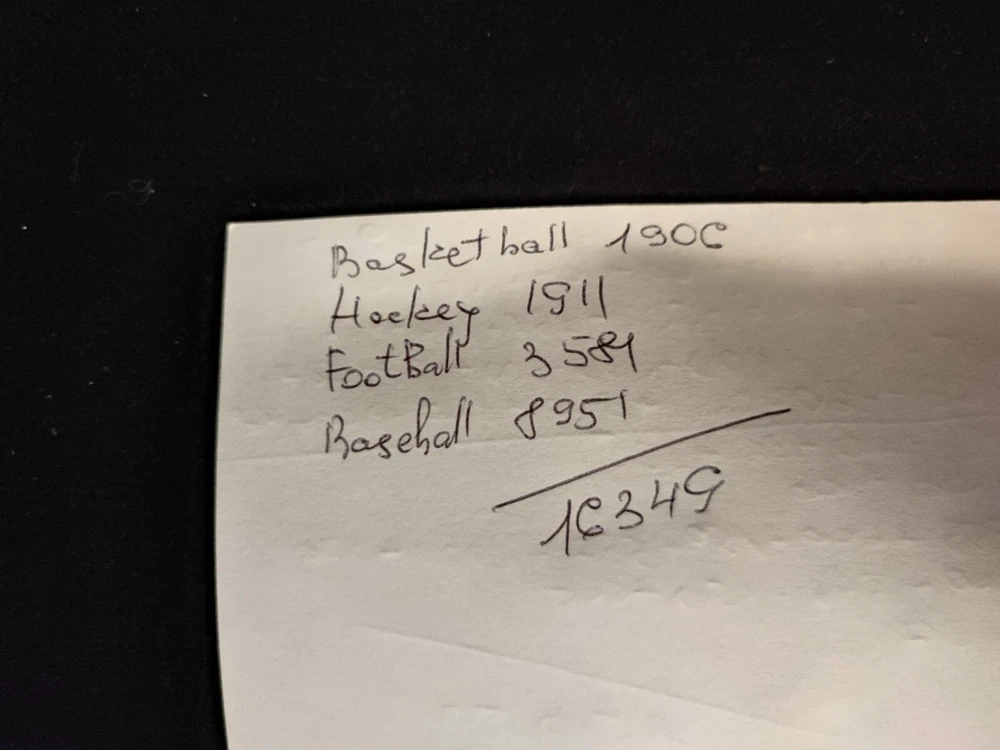 Basketball 1906
Hockey 1911
FootBall 3581
Baseball 8951
16349